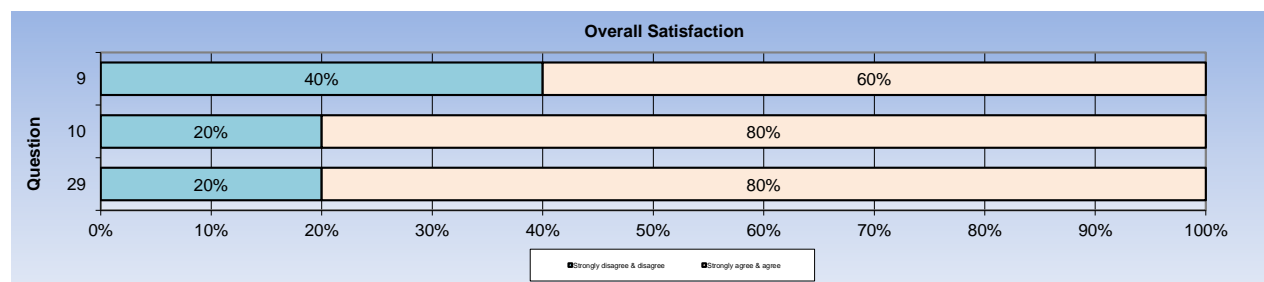 Overall Satisfaction
Question
9
40%
60%
10
20%
80%
29
20%
80%
0% 10% 20% 30% 40% 50% 60% 70% 80% 90% 100%
Strongly disagree & disagree Strongly agree & agree